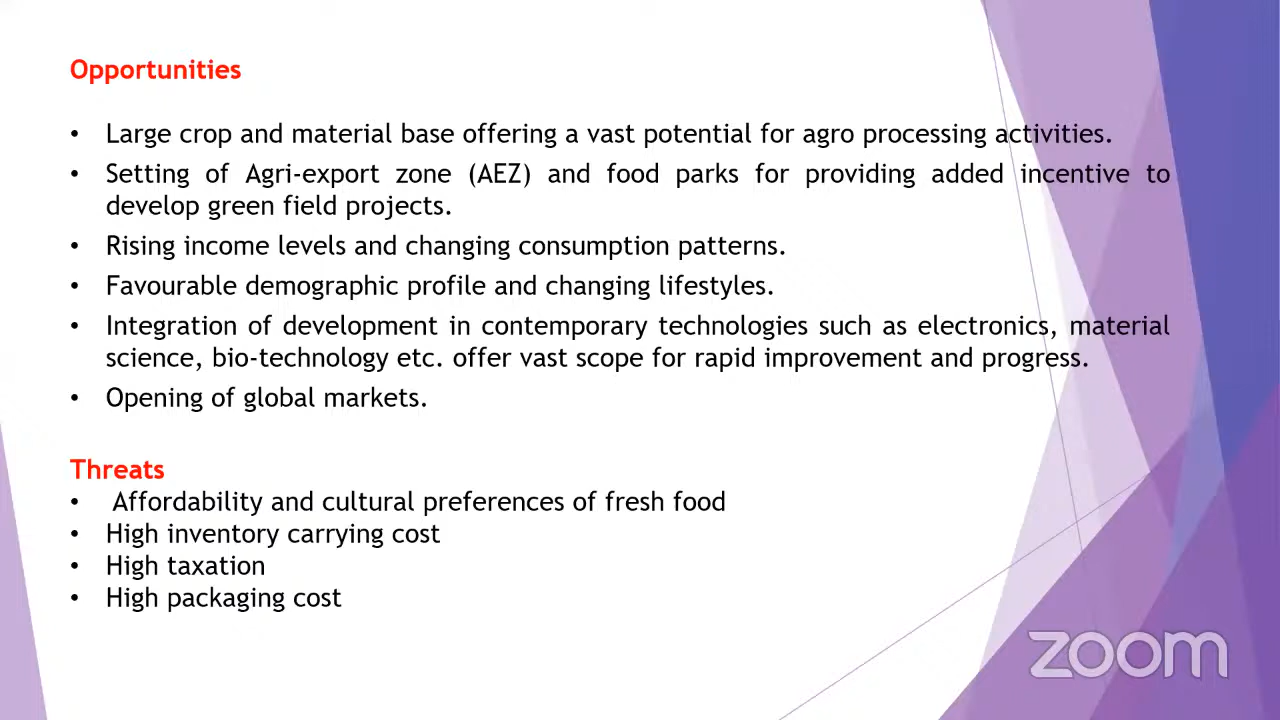 Opportunities
• Large crop and material base offering a vast potential for agro processing activities.
• Setting of Agri-export zone (AEZ) and food parks for providing added incentive to
develop green field projects.
• Rising income levels and changing consumption patterns.
• Favourable demographic profile and changing lifestyles.
• Integration of development in contemporary technologies such as electronics, material
science, bio-technology etc. offer vast scope for rapid improvement and progress.
• Opening of global markets.
Threats
• Affordability and cultural preferences of fresh food
• High inventory carrying cost
• High taxation
• High packaging cost
zoom